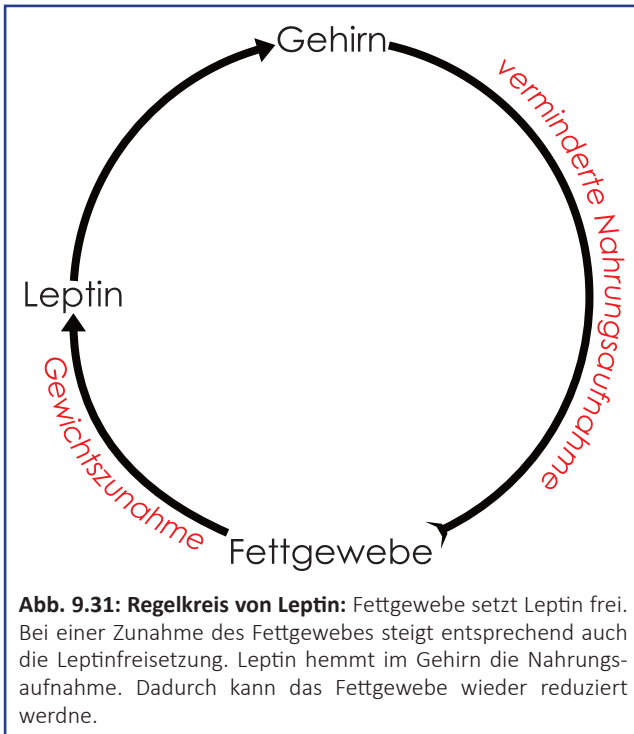 Gehirn
verminderte Nahrungsaufnahme
Leptin
Gewichtszunahme
Fettgewebe
Abb. 9.31: Regelkreis von Leptin: Fettgewebe setzt Leptin frei.
Bei einer Zunahme des Fettgewebes steigt entsprechend auch
die Leptinfreisetzung. Leptin hemmt im Gehirn die Nahrungs-
aufnahme. Dadurch kann das Fettgewebe wieder reduziert
werdne.